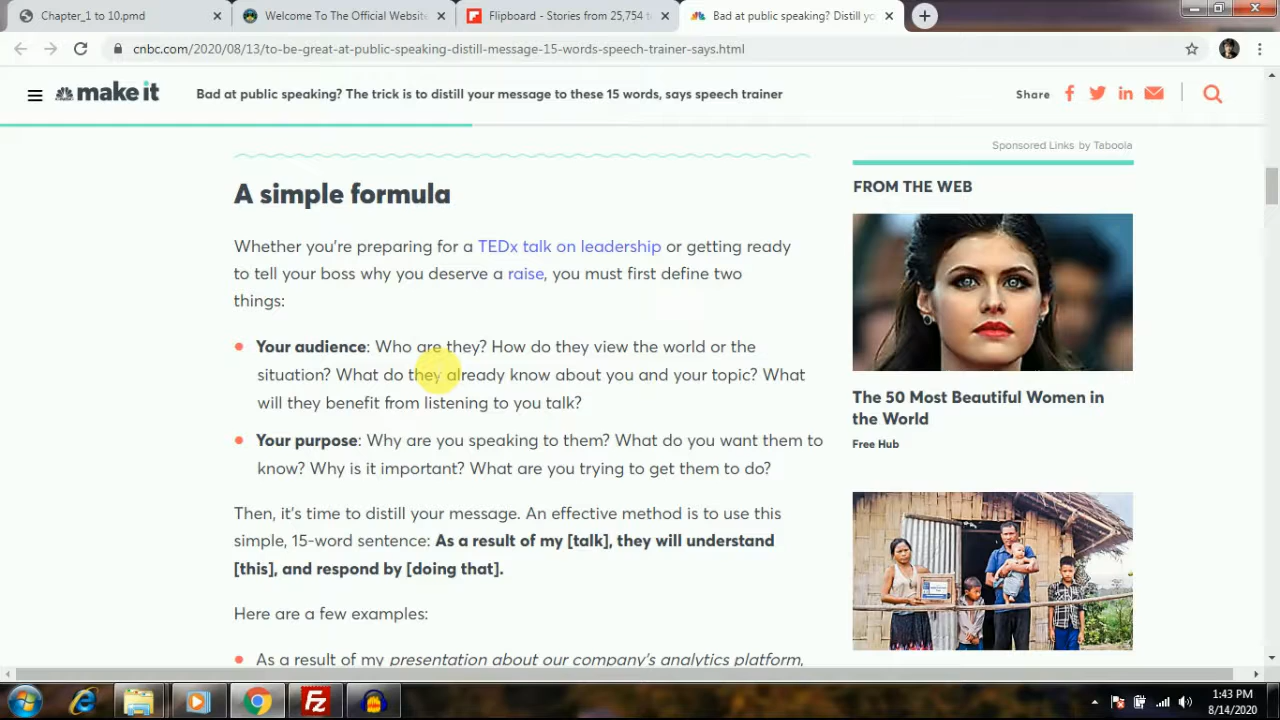 Chapter_1 to 10.pmd
Welcome To The Official Website
Flipboard - Stories from 25,754 t
Bad at public speaking? Distill yo
cnbc.com/2020/08/13/to-be-great-at-public-speaking-distill-message-15-words-speech-trainer-says.html
make it
Bad at public speaking? The trick is to distill your message to these 15 words, says speech trainer
Share
Sponsored Links by Taboola
A simple formula
Whether you're preparing for a TEDx talk on leadership or getting ready
to tell your boss why you deserve a raise, you must first define two
things:
Your audience: Who are they? How do they view the world or the
situation? What do they already know about you and your topic? What
will they benefit from listening to you talk?
Your purpose: Why are you speaking to them? What do you want them to
know? Why is it important? What are you trying to get them to do?
Then, it's time to distill your message. An effective method is to use this
simple, 15-word sentence: As a result of my [talk], they will understand
[this], and respond by [doing that].
Here are a few examples:
As a result of my presentation about our company's analytics platform,
FROM THE WEB
The 50 Most Beautiful Women in
the World
Free Hub
1:43 PM
8/14/2020